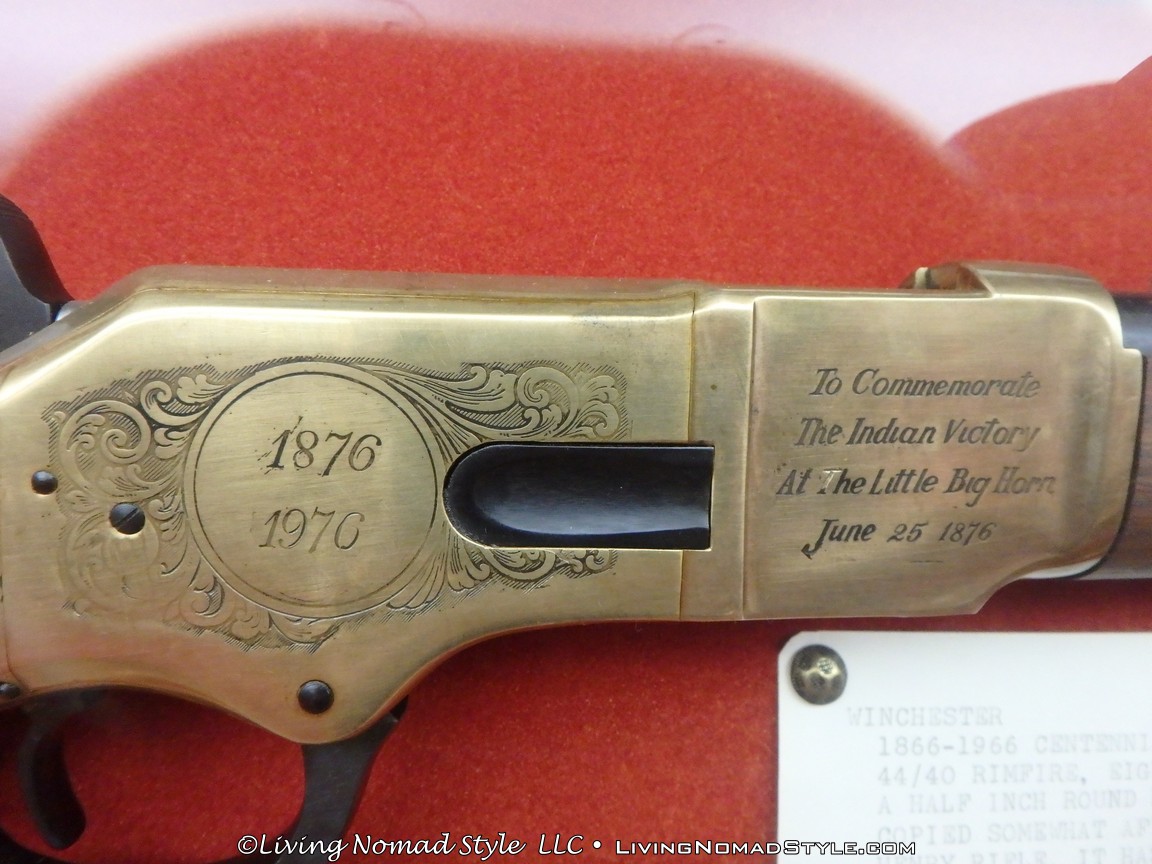 1876
1976
To Commemorate
The Indian Victory
At The Little Big Horn
June 25 1876
WINCHESTER
1866-1966 CENTENNI
44/40 RIMFIRE, EIG
A HALF INCH ROUND
COPIED SOMEWHAT AF
©Living Nomad Style LLC • LivingNomadStyle.com